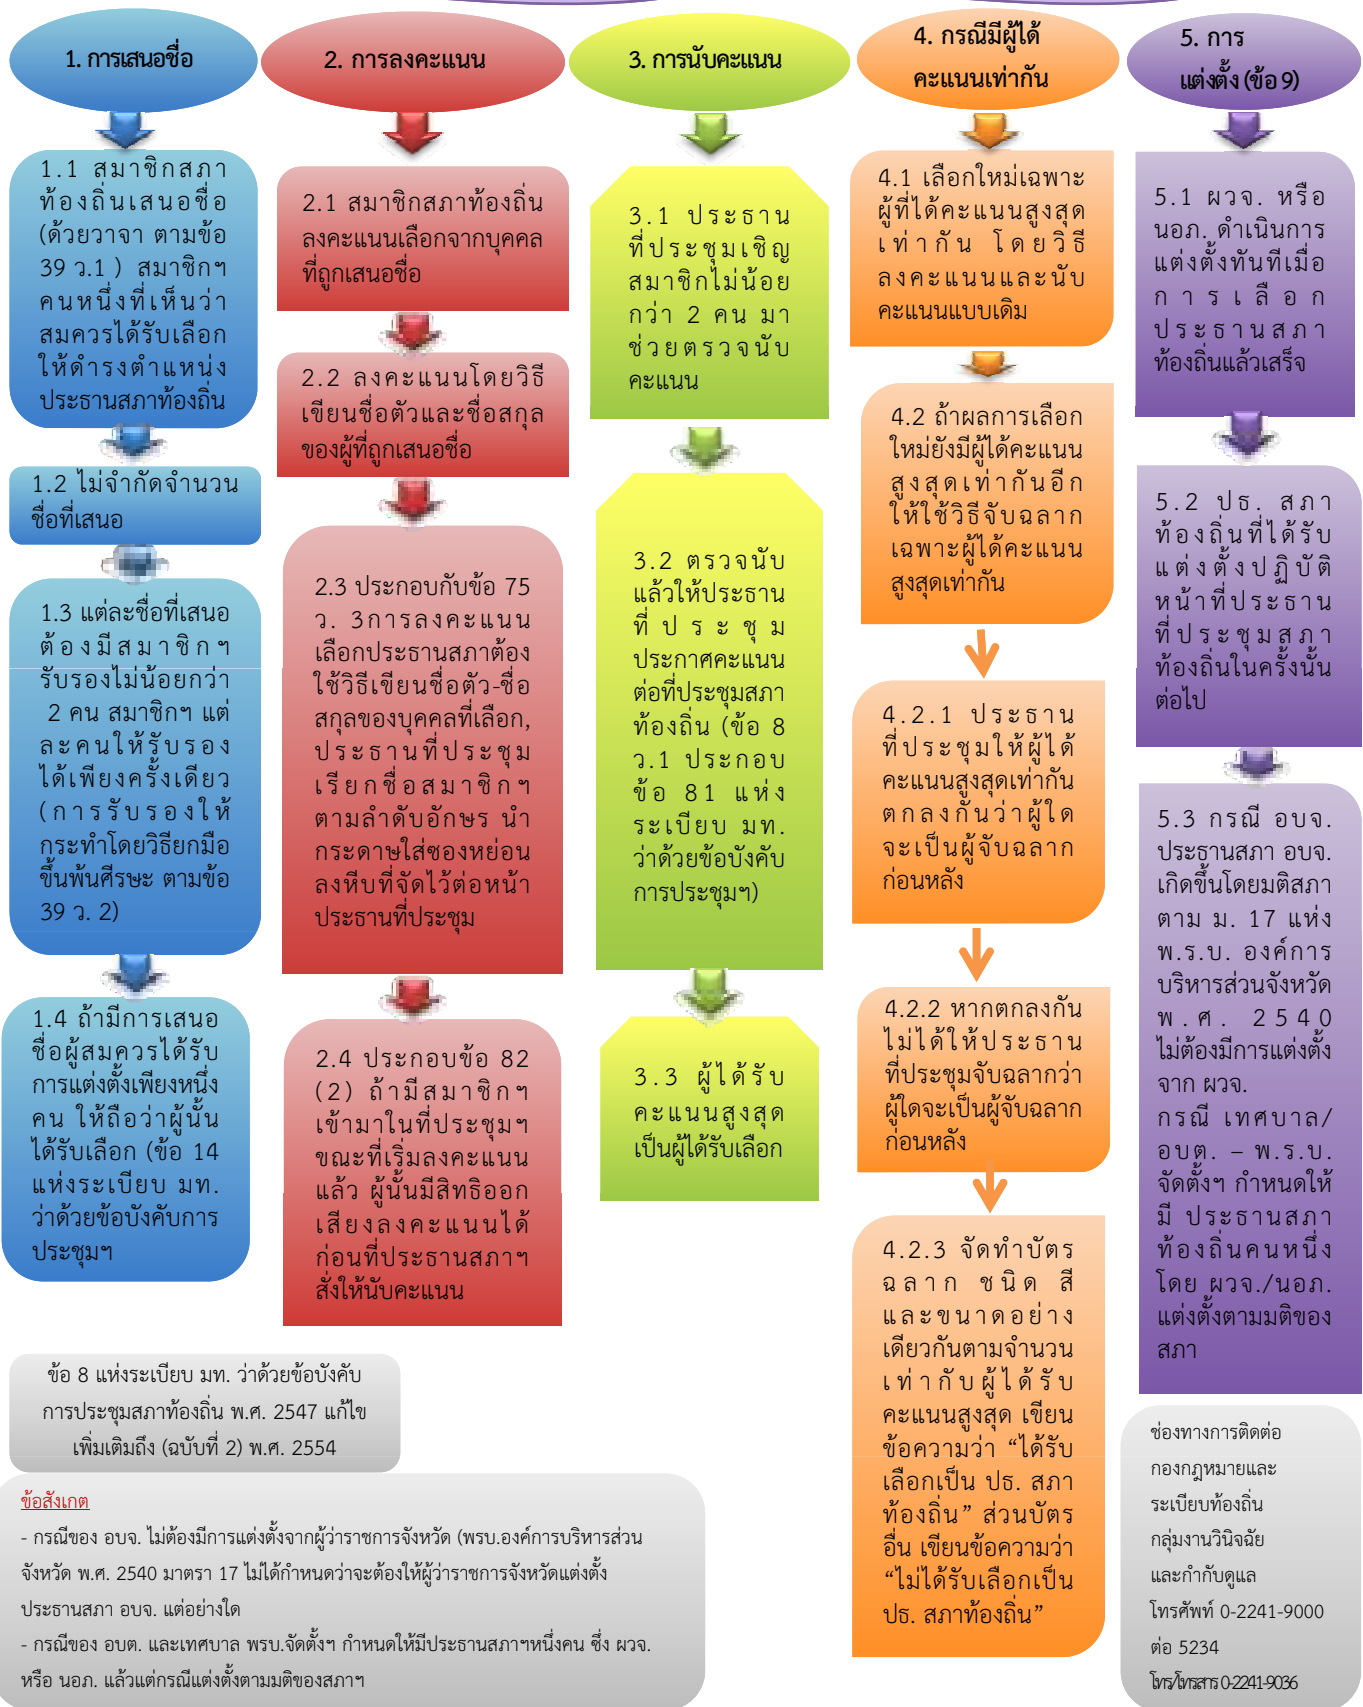 1. การเสนอชื่อ
1.1 สมาชิกสภา
ท้องถิ่นเสนอชื่อ
(ด้วยวาจา ตามข้อ
39 ว.1 ) สมาชิกฯ
คนหนึ่งที่เห็นว่า
สมควรได้รับเลือก
ให้ดำรงตำแหน่ง
ประธานสภาท้องถิ่น
1.2 ไม่จำกัดจำนวน
ชื่อที่เสนอ
1.3 แต่ละชื่อที่เสนอ
ต้องมีสมาชิกฯ
รับรองไม่น้อยกว่า
2 คน สมาชิกฯ แต่
ละคนให้รับรอง
ได้เพียงครั้งเดียว
(การรับรองให้
กระทำโดยวิธียกมือ
ขึ้นพ้นศีรษะ ตามข้อ
39 ว. 2)
1.4 ถ้ามีการเสนอ
ชื่อผู้สมควรได้รับ
การแต่งตั้งเพียงหนึ่ง
คน ให้ถือว่าผู้นั้น
ได้รับเลือก (ข้อ 14
แห่งระเบียบ มท.
ว่าด้วยข้อบังคับการ
ประชุมฯ
2. การลงคะแนน
2.1 สมาชิกสภาท้องถิ่น
ลงคะแนนเลือกจากบุคคล
ที่ถูกเสนอชื่อ
2.2 ลงคะแนนโดยวิธี
เขียนชื่อตัวและชื่อสกุล
ของผู้ที่ถูกเสนอชื่อ
2.3 ประกอบกับข้อ 75
ว. 3การลงคะแนน
เลือกประธานสภาต้อง
ใช้วิธีเขียนชื่อตัว-ชื่อ
สกุลของบุคคลที่เลือก,
ประธานที่ประชุม
เรียกชื่อสมาชิกฯ
ตามลำดับอักษร นำ
กระดาษใส่ซองหย่อน
ลงหีบที่จัดไว้ต่อหน้า
ประธานที่ประชุม
2.4 ประกอบข้อ 82
(2) ถ้ามีสมาชิกฯ
เข้ามาในที่ประชุมฯ
ขณะที่เริ่มลงคะแนน
แล้ว ผู้นั้นมีสิทธิออก
เสียงลงคะแนนได้
ก่อนที่ประธานสภาฯ
สั่งให้นับคะแนน
3. การนับคะแนน
3.1 ประธาน
ที่ประชุมเชิญ
สมาชิกไม่น้อย
กว่า 2 คน มา
ช่วยตรวจนับ
คะแนน
3.2 ตรวจนับ
แล้วให้ประธาน
ที่ประชุม
ประกาศคะแนน
ต่อที่ประชุมสภา
ท้องถิ่น (ข้อ 8
ว.1 ประกอบ
ข้อ 81 แห่ง
ระเบียบ มท.
ว่าด้วยข้อบังคับ
การประชุมฯ)
3.3 ผู้ได้รับ
คะแนนสูงสุด
เป็นผู้ได้รับเลือก
4. กรณีมีผู้ได้
คะแนนเท่ากัน
4.1 เลือกใหม่เฉพาะ
ผู้ที่ได้คะแนนสูงสุด
เท่ากัน โดยวิธี
ลงคะแนนและนับ
คะแนนแบบเดิม
4.2 ถ้าผลการเลือก
ใหม่ยังมีผู้ได้คะแนน
สูงสุดเท่ากันอีก
ให้ใช้วิธีจับฉลาก
เฉพาะผู้ได้คะแนน
สูงสุดเท่ากัน
4.2.1 ประธาน
ที่ประชุมให้ผู้ได้
คะแนนสูงสุดเท่ากัน
ตกลงกันว่าผู้ใด
จะเป็นผู้จับฉลาก
ก่อนหลัง
4.2.2 หากตกลงกัน
ไม่ได้ให้ประธาน
ที่ประชุมจับฉลากว่า
ผู้ใดจะเป็นผู้จับฉลาก
ก่อนหลัง
4.2.3 จัดทำบัตร
ฉลาก ชนิด สี
และขนาดอย่าง
เดียวกันตามจำนวน
เท่ากับผู้ได้รับ
คะแนนสูงสุด เขียน
ข้อความว่า “ได้รับ
เลือกเป็น ปธ. สภา
ท้องถิ่น” ส่วนบัตร
อื่น เขียนข้อความว่า
“ไม่ได้รับเลือกเป็น
ปธ. สภาท้องถิ่น”
5. การ
แต่งตั้ง (ข้อ 9)
5.1 ผวจ. หรือ
นอภ. ดำเนินการ
แต่งตั้งทันทีเมื่อ
การเลือก
ประธานสภา
ท้องถิ่นแล้วเสร็จ
5.2 ปธ. สภา
ท้องถิ่นที่ได้รับ
แต่งตั้งปฏิบัติ
หน้าที่ประธาน
ที่ประชุมสภา
ท้องถิ่นในครั้งนั้น
ต่อไป
5.3 กรณี อบจ.
ประธานสภา อบจ.
เกิดขึ้นโดยมติสภา
ตาม ม. 17 แห่ง
พ.ร.บ. องค์การ
บริหารส่วนจังหวัด
พ.ศ. 2540
ไม่ต้องมีการแต่งตั้ง
จาก ผวจ.
กรณี เทศบาล/
อบต. – พ.ร.บ.
จัดตั้งฯ กำหนดให้
มี ประธานสภา
ท้องถิ่นคนหนึ่ง
โดย ผวจ./นอภ.
แต่งตั้งตามมติของ
สภา
ข้อ 8 แห่งระเบียบ มท. ว่าด้วยข้อบังคับ
การประชุมสภาท้องถิ่น พ.ศ. 2547 แก้ไข
เพิ่มเติมถึง (ฉบับที่ 2) พ.ศ. 2554
ข้อสังเกต
- กรณีของ อบจ. ไม่ต้องมีการแต่งตั้งจากผู้ว่าราชการจังหวัด (พรบ.องค์การบริหารส่วน
จังหวัด พ.ศ. 2540 มาตรา 17 ไม่ได้กำหนดว่าจะต้องให้ผู้ว่าราชการจังหวัดแต่งตั้ง
ประธานสภา อบจ. แต่อย่างใด
- กรณีของ อบต. และเทศบาล พรบ.จัดตั้งฯ กำหนดให้มีประธานสภาฯหนึ่งคน ซึ่ง ผวจ.
หรือ นอภ. แล้วแต่กรณีแต่งตั้งตามมติของสภาฯ
ช่องทางการติดต่อ
กองกฎหมายและ
ระเบียบท้องถิ่น
กลุ่มงานวินิจฉัย
และกำกับดูแล
โทรศัพท์ 0-2241-9000
ต่อ 5234
โทร/โทรสาร 0-2241-9036